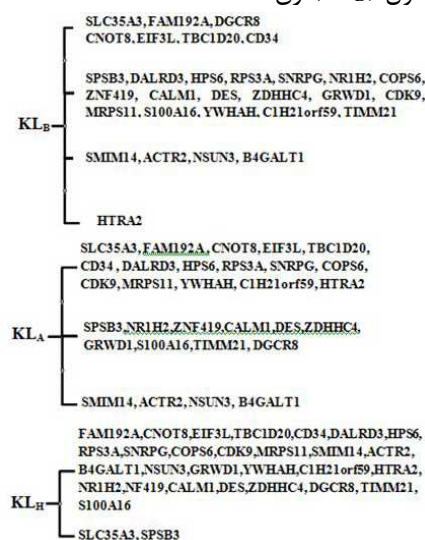 SLC35A3, FAM192A, DGCR8
CNOT8, EIF3L, TBC1D20, CD34
SPSB3, DALRD3, HPS6, RPS3A, SNRPG, NR1H2, COPS6,
ZNF419, CALM1, DES, ZDHHC4, GRWD1, CDK9,
MRPS11, S100A16, YWHAH, C1H21orf59, TIMM21
KLB
SMIM14, ACTR2, NSUN3, B4GALT1
HTRA2
SLC35A3, FAM192A, CNOT8, EIF3L, TBC1D20,
CD34, DALRD3, HPS6, RPS3A, SNRPG, COPS6,
CDK9, MRPS11, YWHAH, C1H21orf59, HTRA2
KLA
SPSB3, NR1H2, ZNF419, CALM1, DES, ZDHHC4,
GRWD1, S100A16, TIMM21, DGCR8
SMIM14, ACTR2, NSUN3, B4GALT1
FAM192A, CNOT8, EIF3L, TBC1D20, CD34, DALRD3, HPS6,
RPS3A, SNRPG, COPS6, CDK9, MRPS11, SMIM14, ACTR2,
B4GALT1, NSUN3, GRWD1, YWHAH, C1H21orf59, HTRA2,
NR1H2, NF419, CALM1, DES, ZDHHC4, DGCR8, TIMM21,
S100A16
KLH
SLC35A3, SPSB3